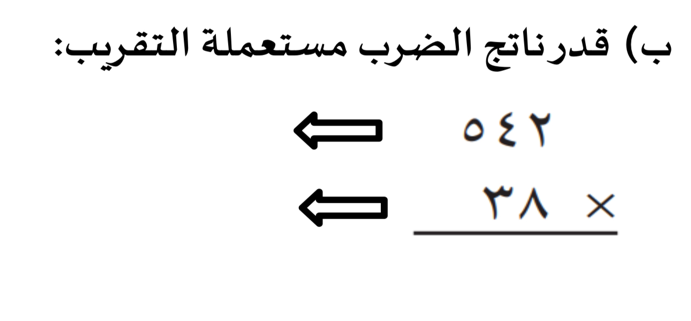 ب) قدر ناتج الضرب مستعملة التقريب:
٥٤٢
× ٣٨